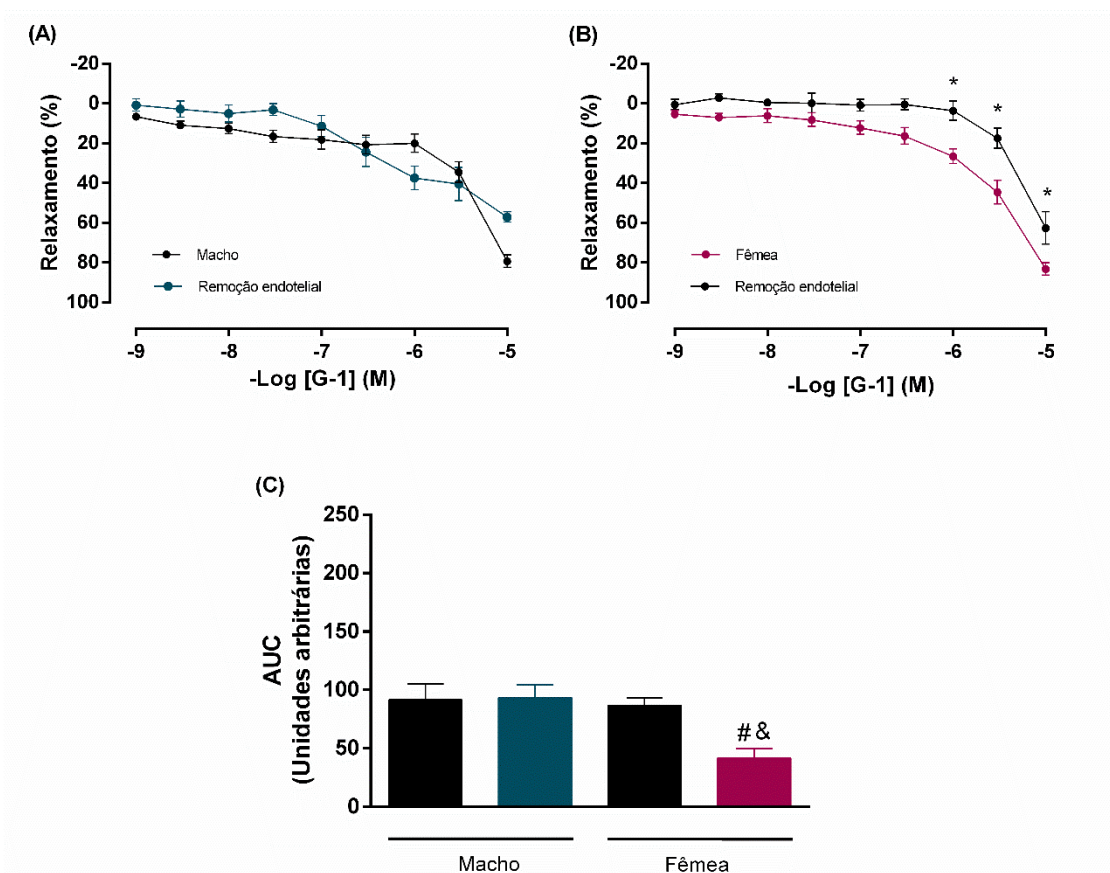 (A)
Relaxamento (%)
-20
0
20
40
60
80
100
Macho
Remoção endotelial
-9
-8
-7
-6
-5
-Log [G-1] (M)
(B)
Relaxamento (%)
-20
0
20
40
60
80
100
*
*
*
Fêmea
Remoção endotelial
-9
-8
-7
-6
-5
-Log [G-1] (M)
(C)
AUC
(Unidades arbitrárias)
250
200
150
100
50
0
#&
Macho
Fêmea